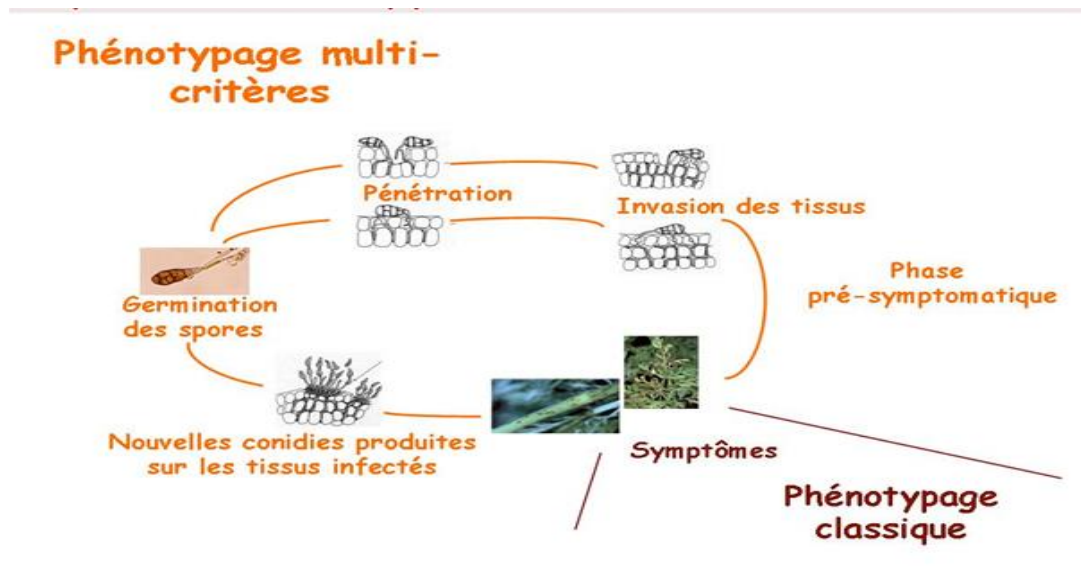 Phénotypage multi-
critères
Pénétration
Invasion des tissus
Phase
pré-symptomatique
Germination
des spores
Nouvelles conidies produites
sur les tissus infectés
Symptômes
Phénotypage
classique